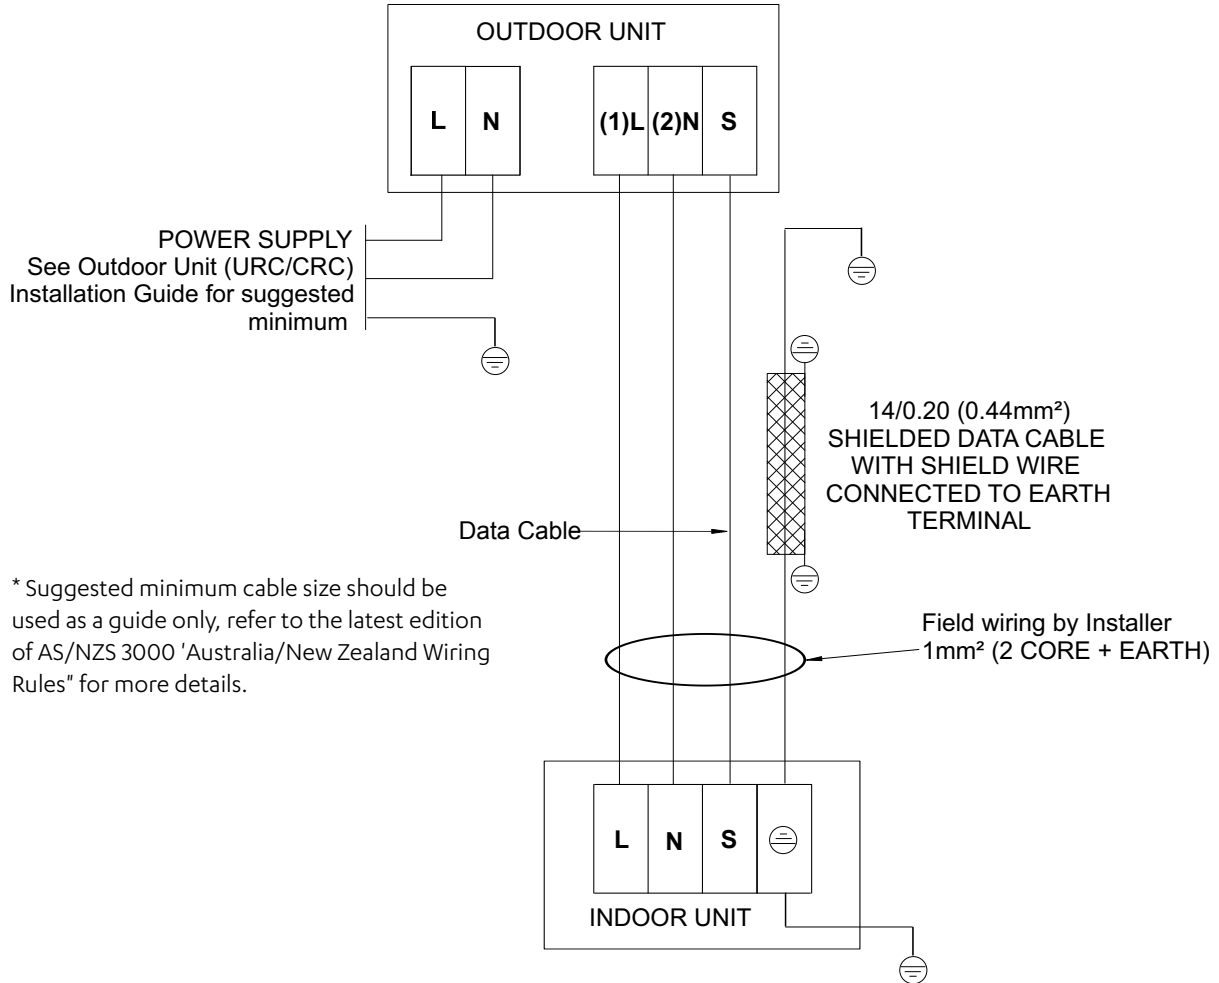 OUTDOOR UNIT
L N (1)L (2)N S
POWER SUPPLY
See Outdoor Unit (URC/CRC)
Installation Guide for suggested
minimum
14/0.20 (0.44mm²)
SHIELDED DATA CABLE
WITH SHIELD WIRE
CONNECTED TO EARTH
TERMINAL
Data Cable
* Suggested minimum cable size should be
used as a guide only, refer to the latest edition
of AS/NZS 3000 'Australia/New Zealand Wiring
Rules" for more details.
Field wiring by Installer
1mm² (2 CORE + EARTH)
L N S
INDOOR UNIT